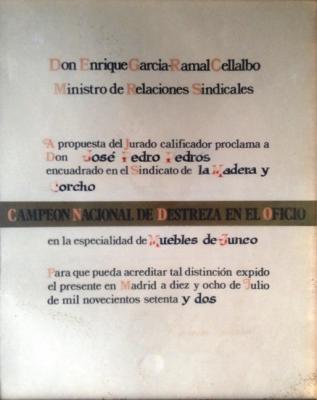 Don Enrique Garcia-Ramal Cellalbo
Ministro de Relaciones Sindicales
A propuesta del Jurado calificador proclama a
Don José Pedro Pedros
encuadrado en el Sindicato de la Madera y
Corcho
CAMPEON NACIONAL DE DESTREZA EN EL OFICIO
en la especialidad de Muebles de Junco
Para que pueda acreditar tal distinción expido
el presente en Madrid a diez y ocho de Julio
de mil novecientos setenta y dos